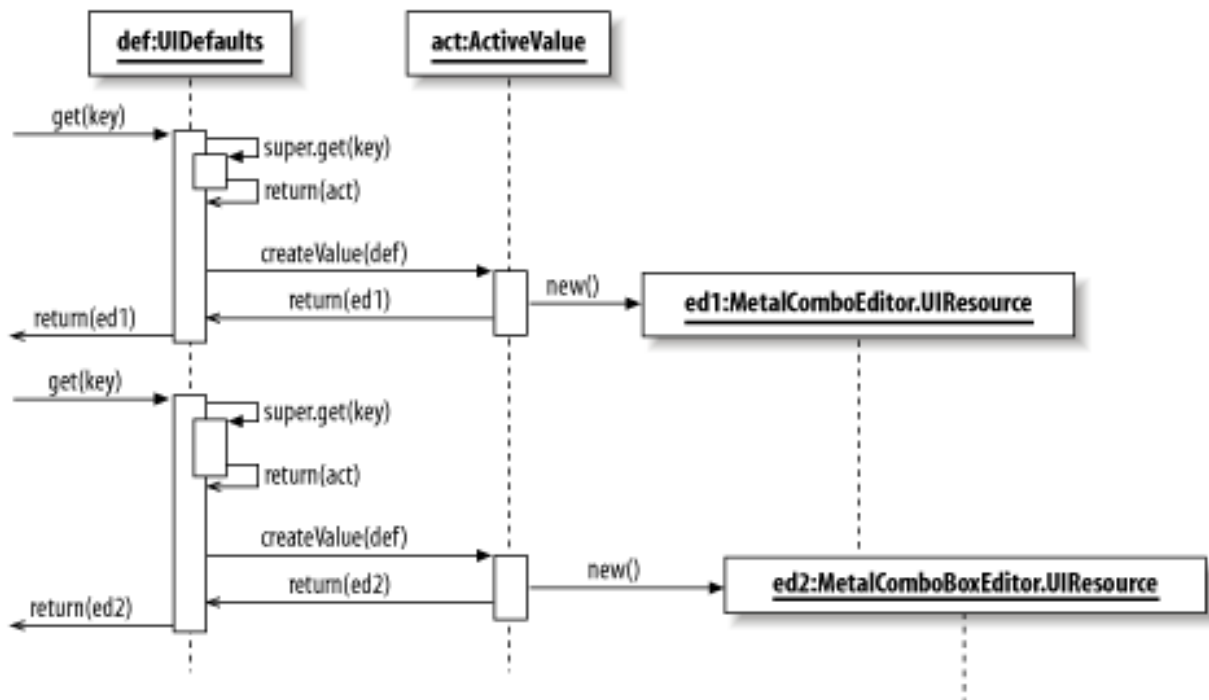 def:UIDefaults
act:ActiveValue
get(key)
super.get(key)
return(act)
createValue(def)
new()
return(ed1)
ed1:MetalComboEditor.UIResource
return(ed1)
get(key)
super.get(key)
return(act)
createValue(def)
new()
return(ed2)
ed2:MetalComboBoxEditor.UIResource
return(ed2)